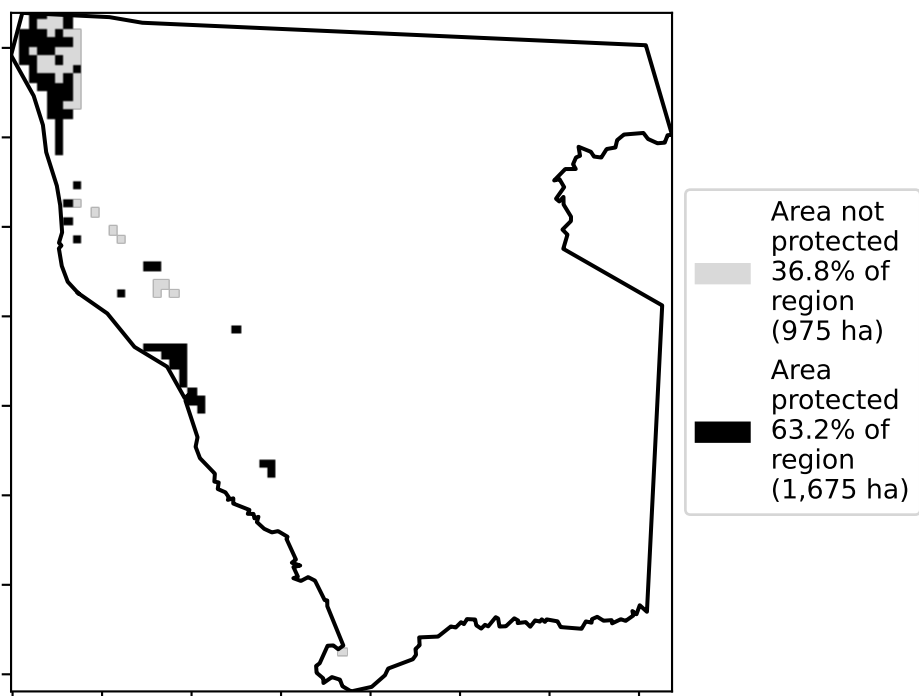 Area not
protected
36.8% of
region
(975 ha)
Area
protected
63.2% of
region
(1,675 ha)